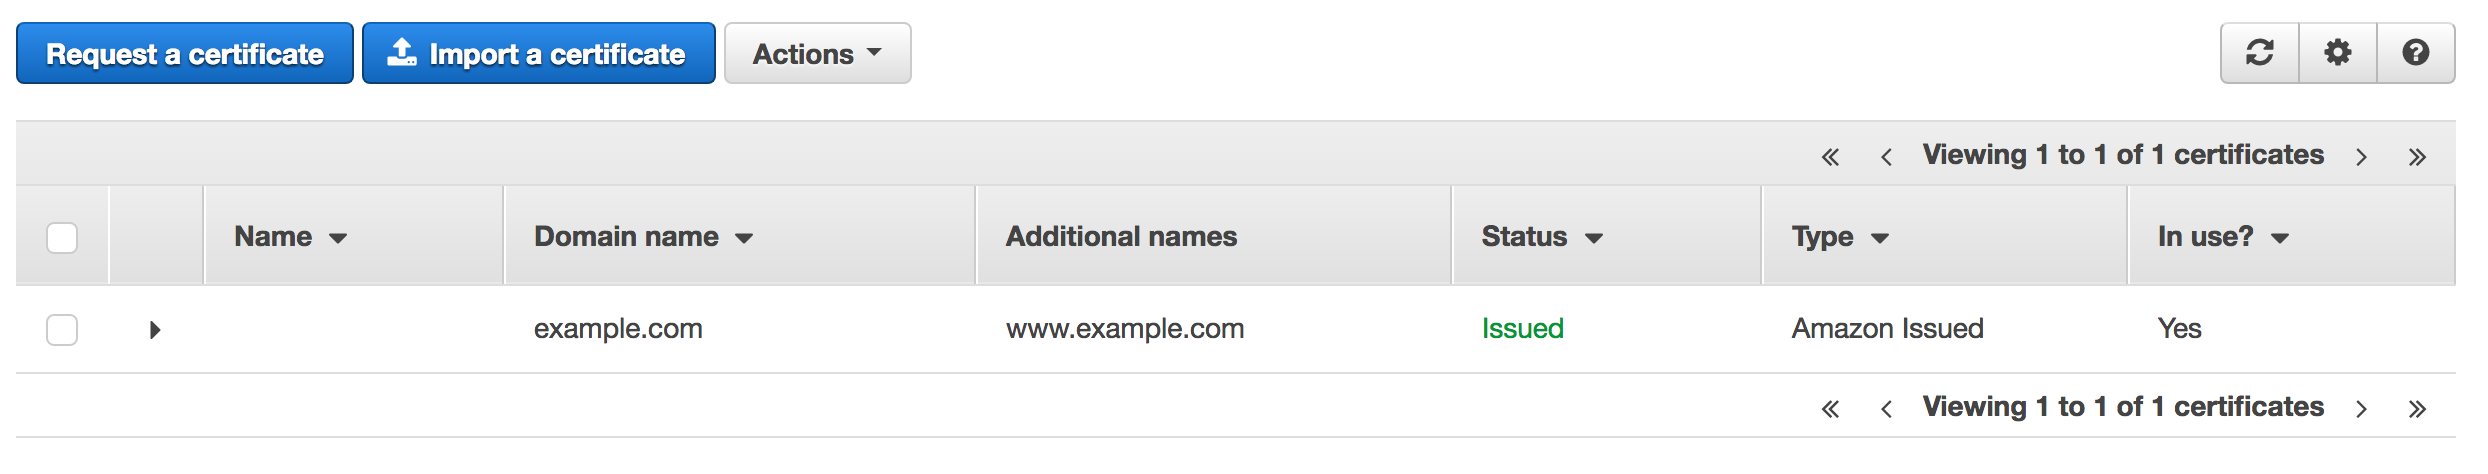 Request a certificate Import a certificate Actions
« ‹ Viewing 1 to 1 of 1 certificates › »
Name Domain name Additional names Status Type In use?
example.com www.example.com Issued Amazon Issued Yes
« ‹ Viewing 1 to 1 of 1 certificates › »